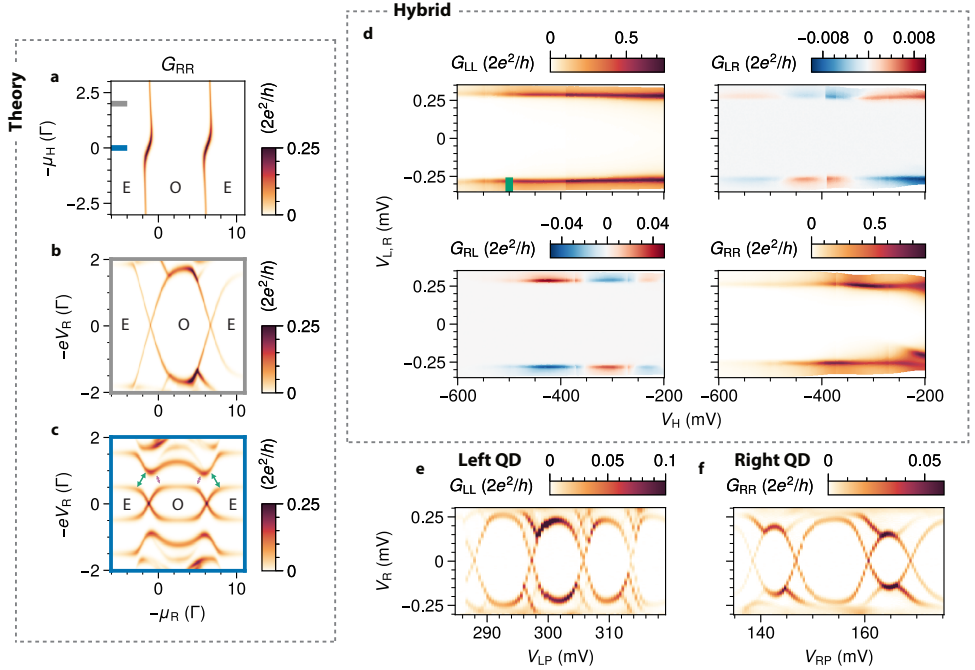 Hybrid
Theory
G_RR
a
(2e²/h)
2.5
0
−2.5
−μ_H (Γ)
E
O
E
0
10
0.25
0
b
(2e²/h)
2
0
−2
−eV_R (Γ)
E
O
E
0
10
0.25
0
c
(2e²/h)
2
0
−2
−eV_R (Γ)
E
O
E
0
10
−μ_R (Γ)
0.25
0
d
0
0.5
G_LL (2e²/h)
0.25
0
−0.25
−0.008
0
0.008
G_LR (2e²/h)
V_L,R (mV)
−0.04
0
0.04
G_RL (2e²/h)
0.25
0
−0.25
−600
−400
−200
0
0.5
G_RR (2e²/h)
−600
−400
−200
V_H (mV)
e
Left QD
0
0.05
0.1
G_LL (2e²/h)
0.25
0
−0.25
V_R (mV)
290
300
310
V_LP (mV)
f
Right QD
0
0.05
G_RR (2e²/h)
140
160
V_RP (mV)